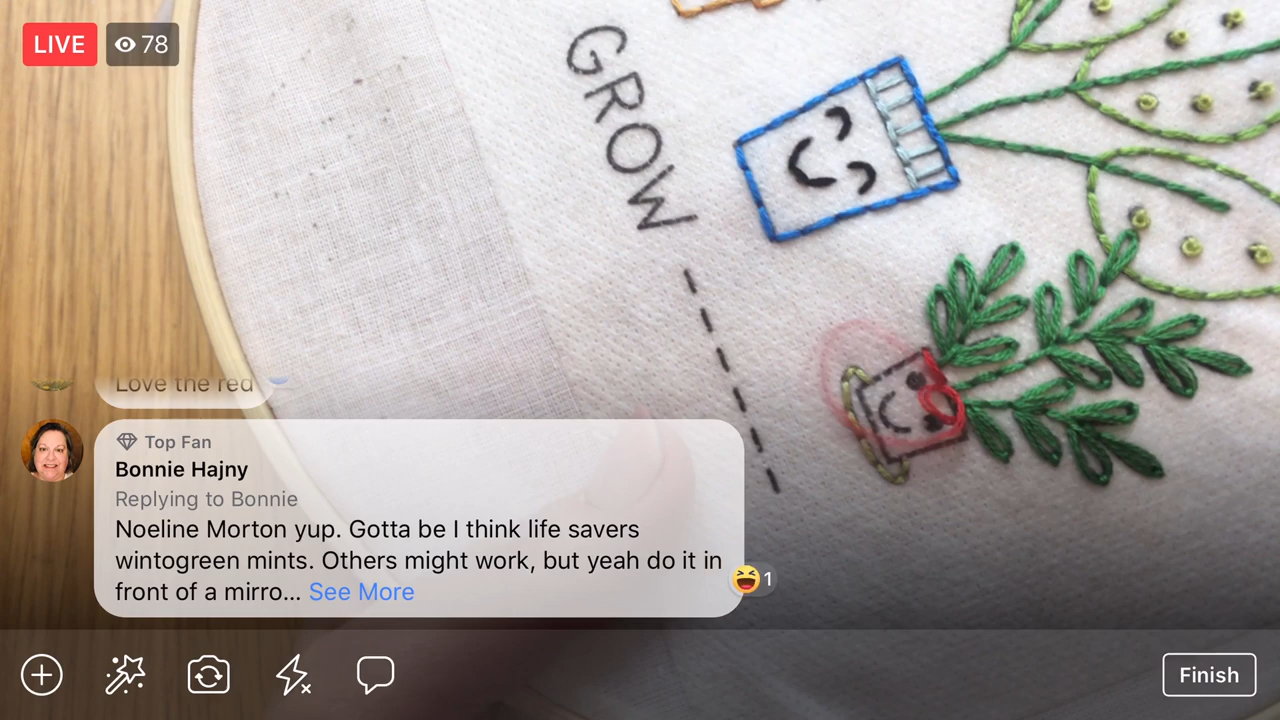 LIVE
78
GROW
Love the red
Top Fan
Bonnie Hajny
Replying to Bonnie
Noeline Morton yup. Gotta be I think life savers
wintogreen mints. Others might work, but yeah do it in
front of a mirro... See More
1
Finish